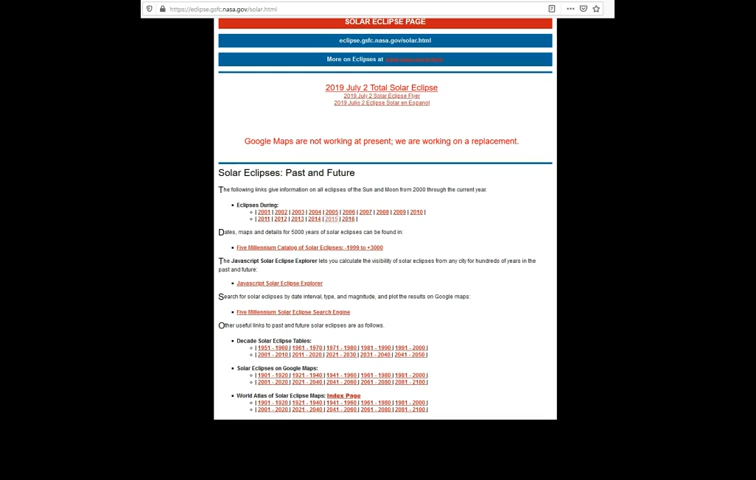 https://eclipse.gsfc.nasa.gov/solar.html
SOLAR ECLIPSE PAGE
eclipse.gsfc.nasa.gov/solar.html
More on Eclipses at
2019 July 2 Total Solar Eclipse
2019 July 2 Solar Eclipse Flyer
2019 Julio 2 Eclipse Solar en Espanol
Google Maps are not working at present; we are working on a replacement.
Solar Eclipses: Past and Future
The following links give information on all eclipses of the Sun and Moon from 2000 through the current year.
Eclipses During:
| 2001 | 2002 | 2003 | 2004 | 2005 | 2006 | 2007 | 2008 | 2009 | 2010 |
| 2011 | 2012 | 2013 | 2014 | 2015 | 2016 |
Dates, maps and details for 5000 years of solar eclipses can be found in:
Five Millennium Catalog of Solar Eclipses: -1999 to +3000
The Javascript Solar Eclipse Explorer lets you calculate the visibility of solar eclipses from any city for hundreds of years in the
past and future:
Javascript Solar Eclipse Explorer
Search for solar eclipses by date interval, type, and magnitude, and plot the results on Google maps:
Five Millennium Solar Eclipse Search Engine
Other useful links to past and future solar eclipses are as follows.
Decade Solar Eclipse Tables:
| 1951 - 1960 | 1961 - 1970 | 1971 - 1980 | 1981 - 1990 | 1991 - 2000 |
| 2001 - 2010 | 2011 - 2020 | 2021 - 2030 | 2031 - 2040 | 2041 - 2050 |
Solar Eclipses on Google Maps:
| 1901 - 1920 | 1921 - 1940 | 1941 - 1960 | 1961 - 1980 | 1981 - 2000 |
| 2001 - 2020 | 2021 - 2040 | 2041 - 2060 | 2061 - 2080 | 2081 - 2100 |
World Atlas of Solar Eclipse Maps: Index Page
| 1901 - 1920 | 1921 - 1940 | 1941 - 1960 | 1961 - 1980 | 1981 - 2000 |
| 2001 - 2020 | 2021 - 2040 | 2041 - 2060 | 2061 - 2080 | 2081 - 2100 |